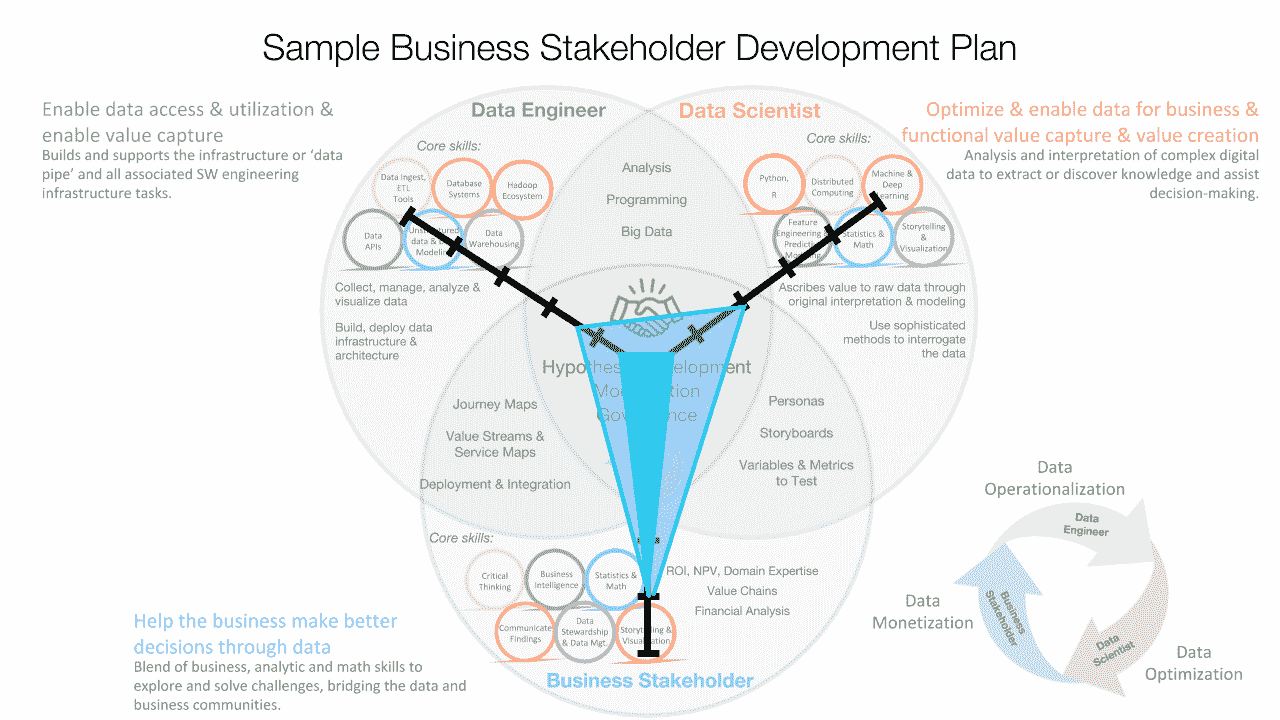 Sample Business Stakeholder Development Plan
Enable data access & utilization &
enable value capture
Builds and supports the infrastructure or ‘data
pipe’ and all associated SW engineering
infrastructure tasks.
Data Engineer
Core skills:
Data Ingest,
ETL
Tools
Database
Systems
Hadoop
Ecosystem
Data
APIs
data &
Data
Warehousing
Collect, manage, analyze &
visualize data
Build, deploy data
infrastructure &
architecture
Analysis
Programming
Big Data
Data Scientist
Core skills:
Python,
R
Distributed
Computing
Machine &
Deep
Learning
Feature
Engineering
Statistics &
Math
Storytelling
&
Visualization
Ascribes value to raw data through
original interpretation & modeling
Use sophisticated
methods to interrogate
the data
Optimize & enable data for business &
functional value capture & value creation
Analysis and interpretation of complex digital
data to extract or discover knowledge and assist
decision-making.
Journey Maps
Value Streams &
Service Maps
Deployment & Integration
Personas
Storyboards
Variables & Metrics
to Test
Core skills:
Critical
Thinking
Business
Intelligence
Statistics &
Math
Communicate
Findings
Data
Stewardship
& Data Mgt.
Storytelling &
Visualization
ROI, NPV, Domain Expertise
Value Chains
Financial Analysis
Business Stakeholder
Help the business make better
decisions through data
Blend of business, analytic and math skills to
explore and solve challenges, bridging the data and
business communities.
Data
Operationalization
Data
Engineer
Data
Monetization
Business
Stakeholder
Data
Scientist
Data
Optimization